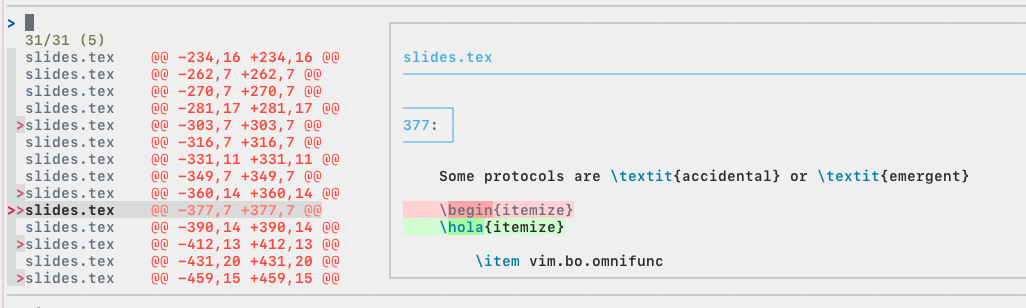 >
31/31 (5)
slides.tex @@ -234,16 +234,16 @@
slides.tex @@ -262,7 +262,7 @@
slides.tex @@ -270,7 +270,7 @@
slides.tex @@ -281,17 +281,17 @@
>slides.tex @@ -303,7 +303,7 @@
slides.tex @@ -316,7 +316,7 @@
slides.tex @@ -331,11 +331,11 @@
slides.tex @@ -349,7 +349,7 @@
>slides.tex @@ -360,14 +360,14 @@
>>slides.tex @@ -377,7 +377,7 @@
slides.tex @@ -390,14 +390,14 @@
>slides.tex @@ -412,13 +412,13 @@
slides.tex @@ -431,20 +431,20 @@
>slides.tex @@ -459,15 +459,15 @@
slides.tex
377:
Some protocols are \textit{accidental} or \textit{emergent}
\begin{itemize}
\hola{itemize}
\item vim.bo.omnifunc